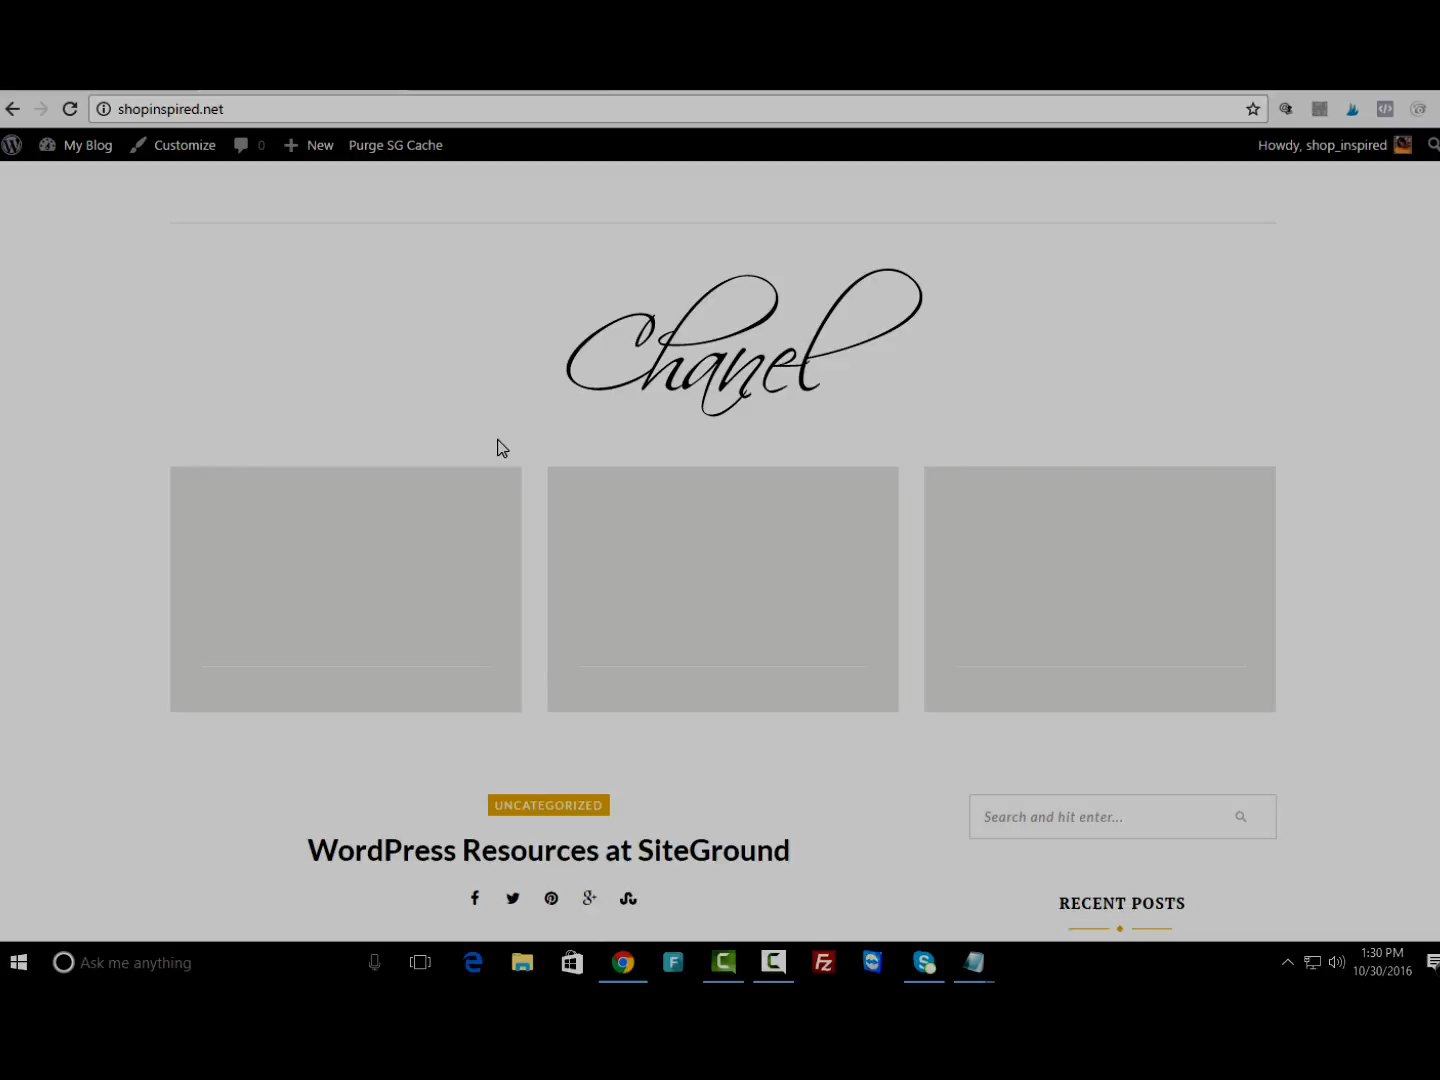 shopinspired.net
My Blog Customize 0 New Purge SG Cache Howdy, shop_inspired
Chanel
UNCATEGORIZED
WordPress Resources at SiteGround
Search and hit enter...
RECENT POSTS
Ask me anything
1:30 PM
10/30/2016